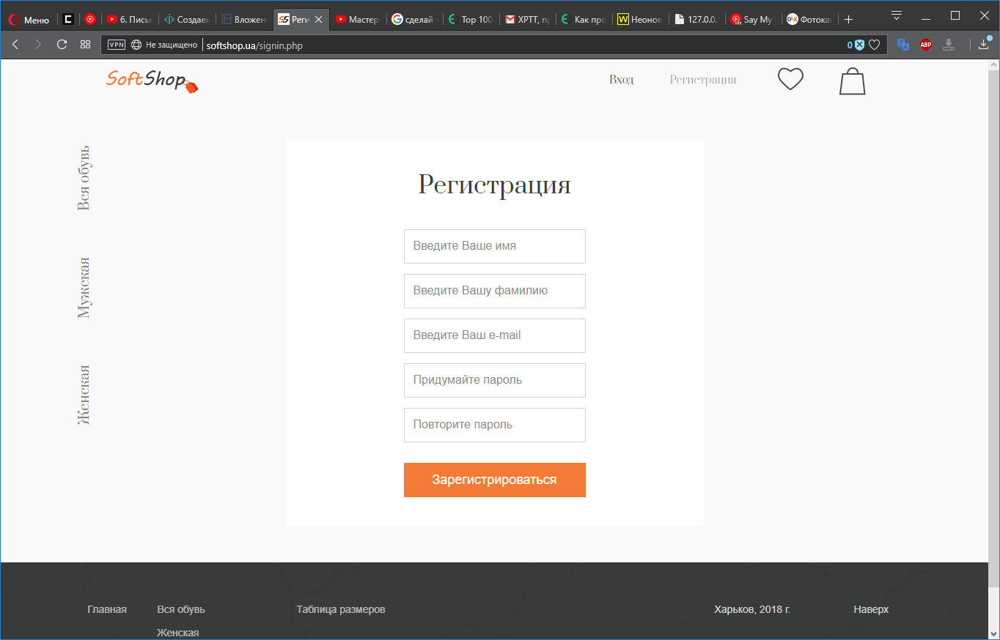 Меню
6. Письм
Создаем
Вложен
Реги
Мастер
сделай
Top 100
ХРТТ, п
Как про
Неонов
127.0.0.
Say My
Фотока
VPN
Не защищено
softshop.ua/signin.php
0
ABP
SoftShop
Вход
Регистрация
Вся обувь
Мужская
Женская
Регистрация
Введите Ваше имя
Введите Вашу фамилию
Введите Ваш e-mail
Придумайте пароль
Повторите пароль
Зарегистрироваться
Главная
Вся обувь
Таблица размеров
Харьков, 2018 г.
Наверх
Женская